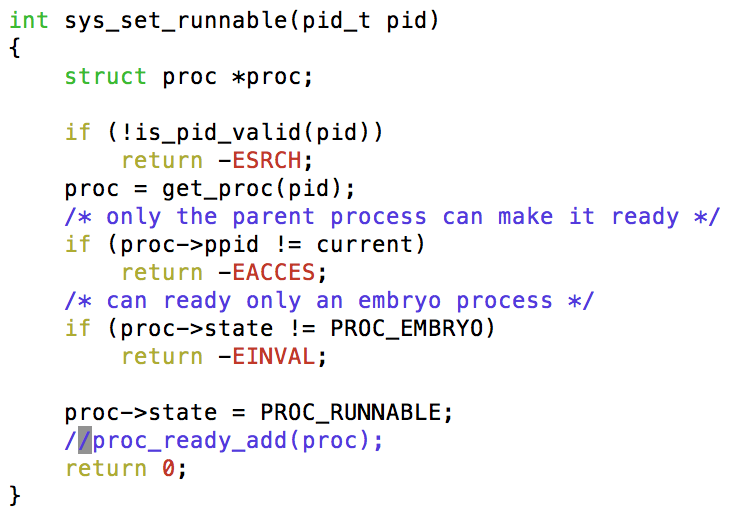 int sys_set_runnable(pid_t pid)
{
    struct proc *proc;

    if (!is_pid_valid(pid))
        return -ESRCH;
    proc = get_proc(pid);
    /* only the parent process can make it ready */
    if (proc->ppid != current)
        return -EACCES;
    /* can ready only an embryo process */
    if (proc->state != PROC_EMBRYO)
        return -EINVAL;

    proc->state = PROC_RUNNABLE;
    //proc_ready_add(proc);
    return 0;
}